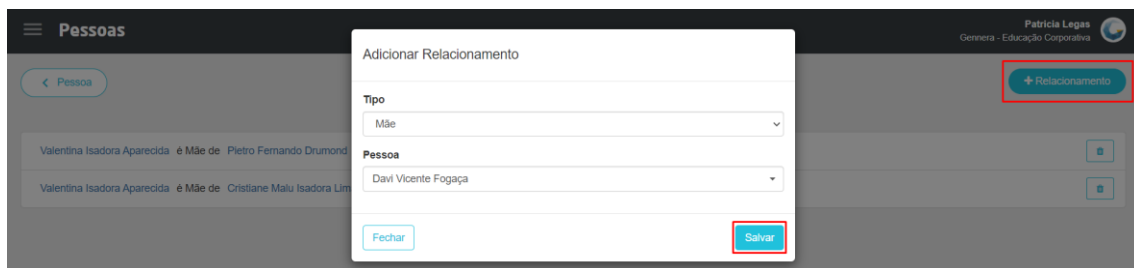 Pessoas
Patricia Legas
Gennera - Educação Corporativa
Pessoa
+ Relacionamento
Adicionar Relacionamento
Tipo
Mãe
Pessoa
Davi Vicente Fogaça
Valentina Isadora Aparecida é Mãe de Pietro Fernando Drumond
Valentina Isadora Aparecida é Mãe de Cristiane Malu Isadora Lim
Fechar
Salvar